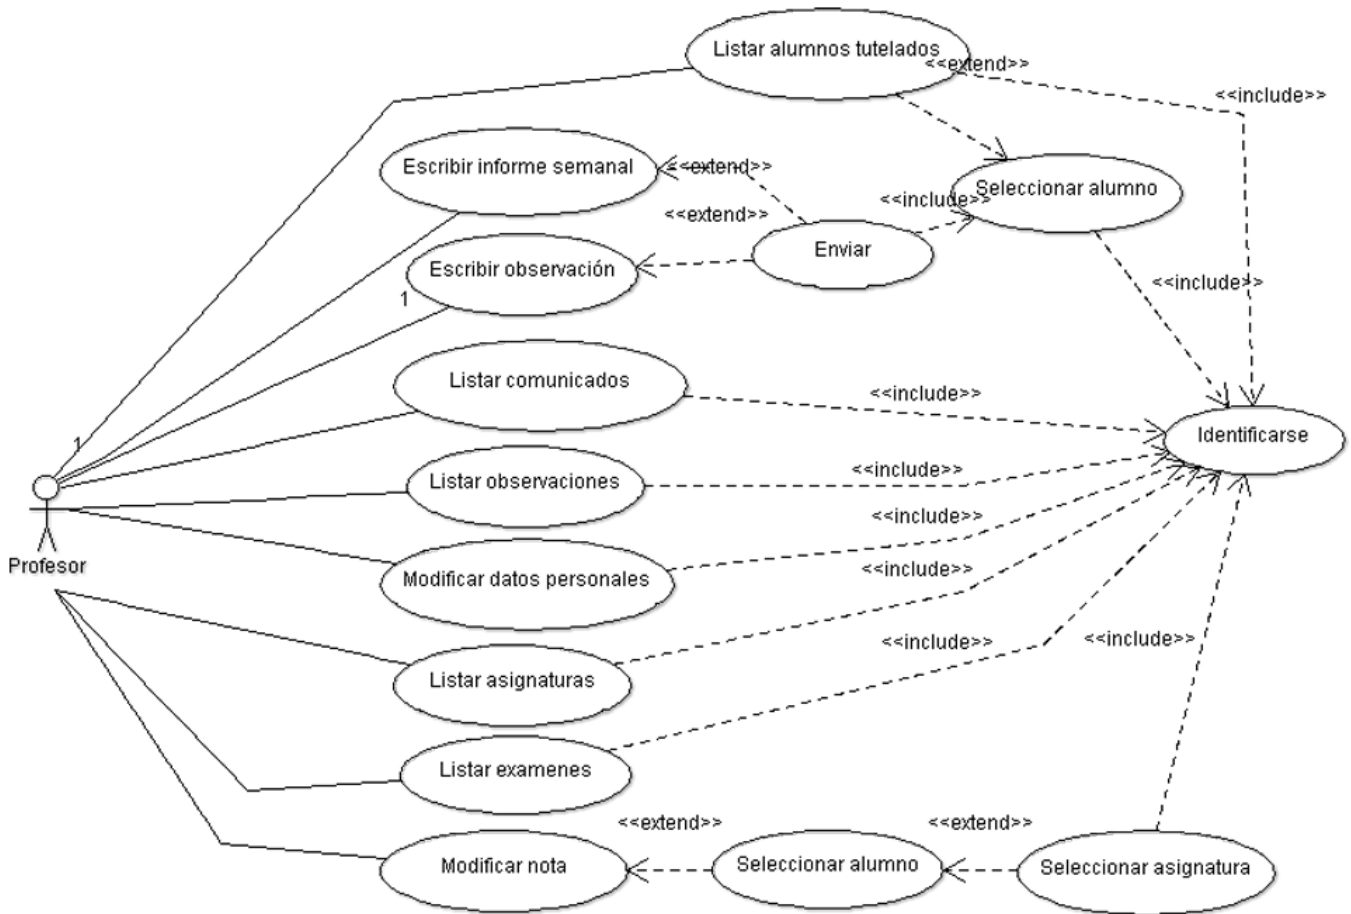 Listar alumnos tutelados
<<extend>>
<<include>>
Escribir informe semanal
<<extend>>
Seleccionar alumno
<<include>>
<<extend>>
Enviar
Escribir observación
<<include>>
1
Listar comunicados
<<include>>
Identificarse
1
Listar observaciones
<<include>>
<<include>>
Profesor
Modificar datos personales
<<include>>
<<include>>
<<include>>
Listar asignaturas
Listar examenes
<<extend>>
<<extend>>
Modificar nota
Seleccionar alumno
Seleccionar asignatura